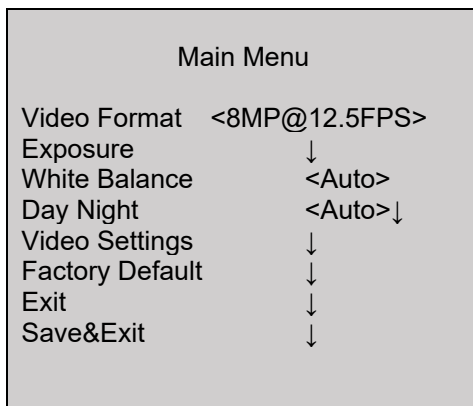 Main Menu
Video Format <8MP@12.5FPS>
Exposure ↓
White Balance <Auto>
Day Night <Auto>↓
Video Settings ↓
Factory Default ↓
Exit ↓
Save&Exit ↓